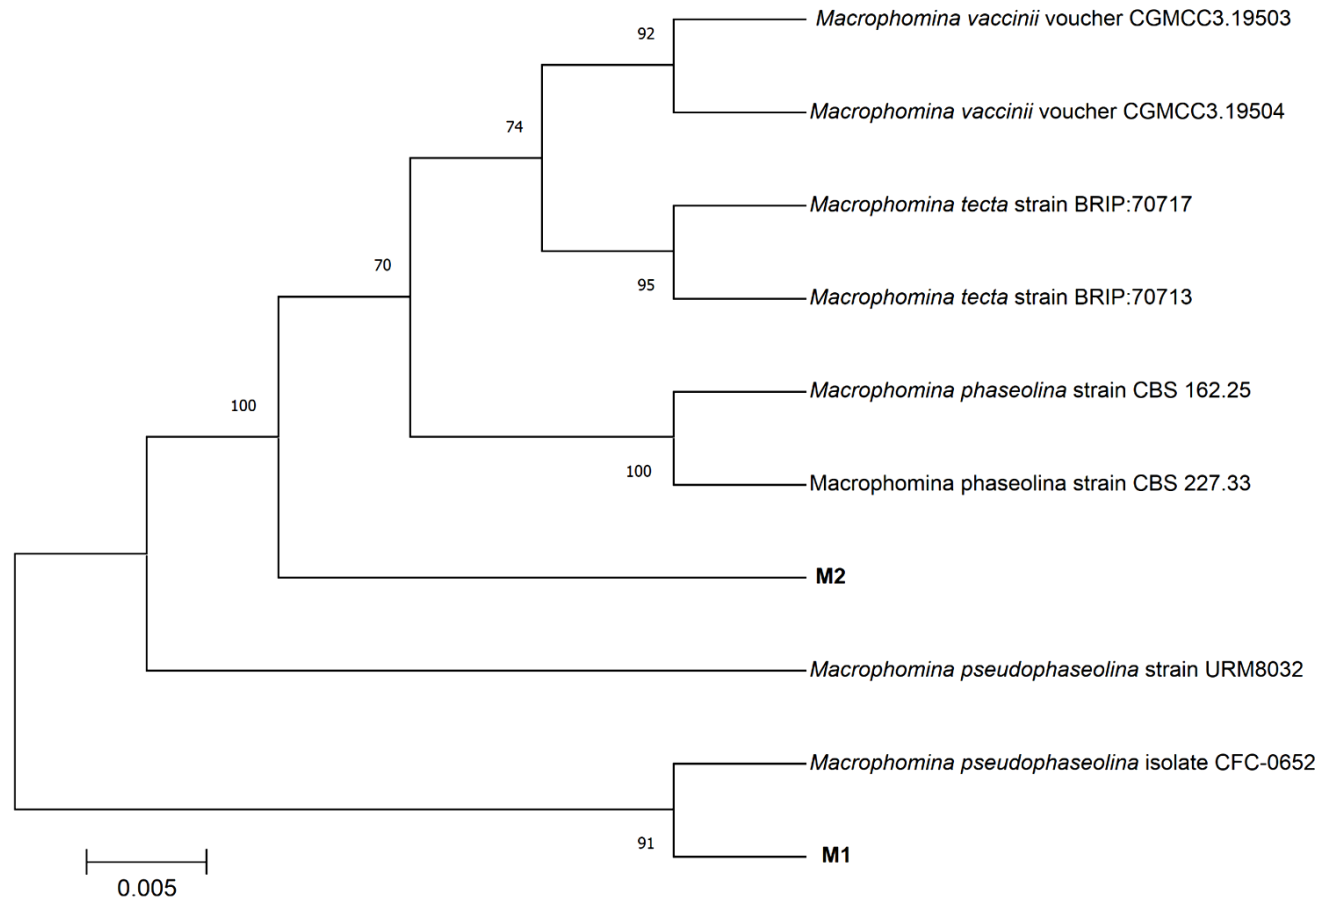 92
Macrophomina vaccinii voucher CGMCC3.19503
Macrophomina vaccinii voucher CGMCC3.19504
74
Macrophomina tecta strain BRIP:70717
95
Macrophomina tecta strain BRIP:70713
70
Macrophomina phaseolina strain CBS 162.25
100
100
Macrophomina phaseolina strain CBS 227.33
M2
Macrophomina pseudophaseolina strain URM8032
Macrophomina pseudophaseolina isolate CFC-0652
91
M1
0.005